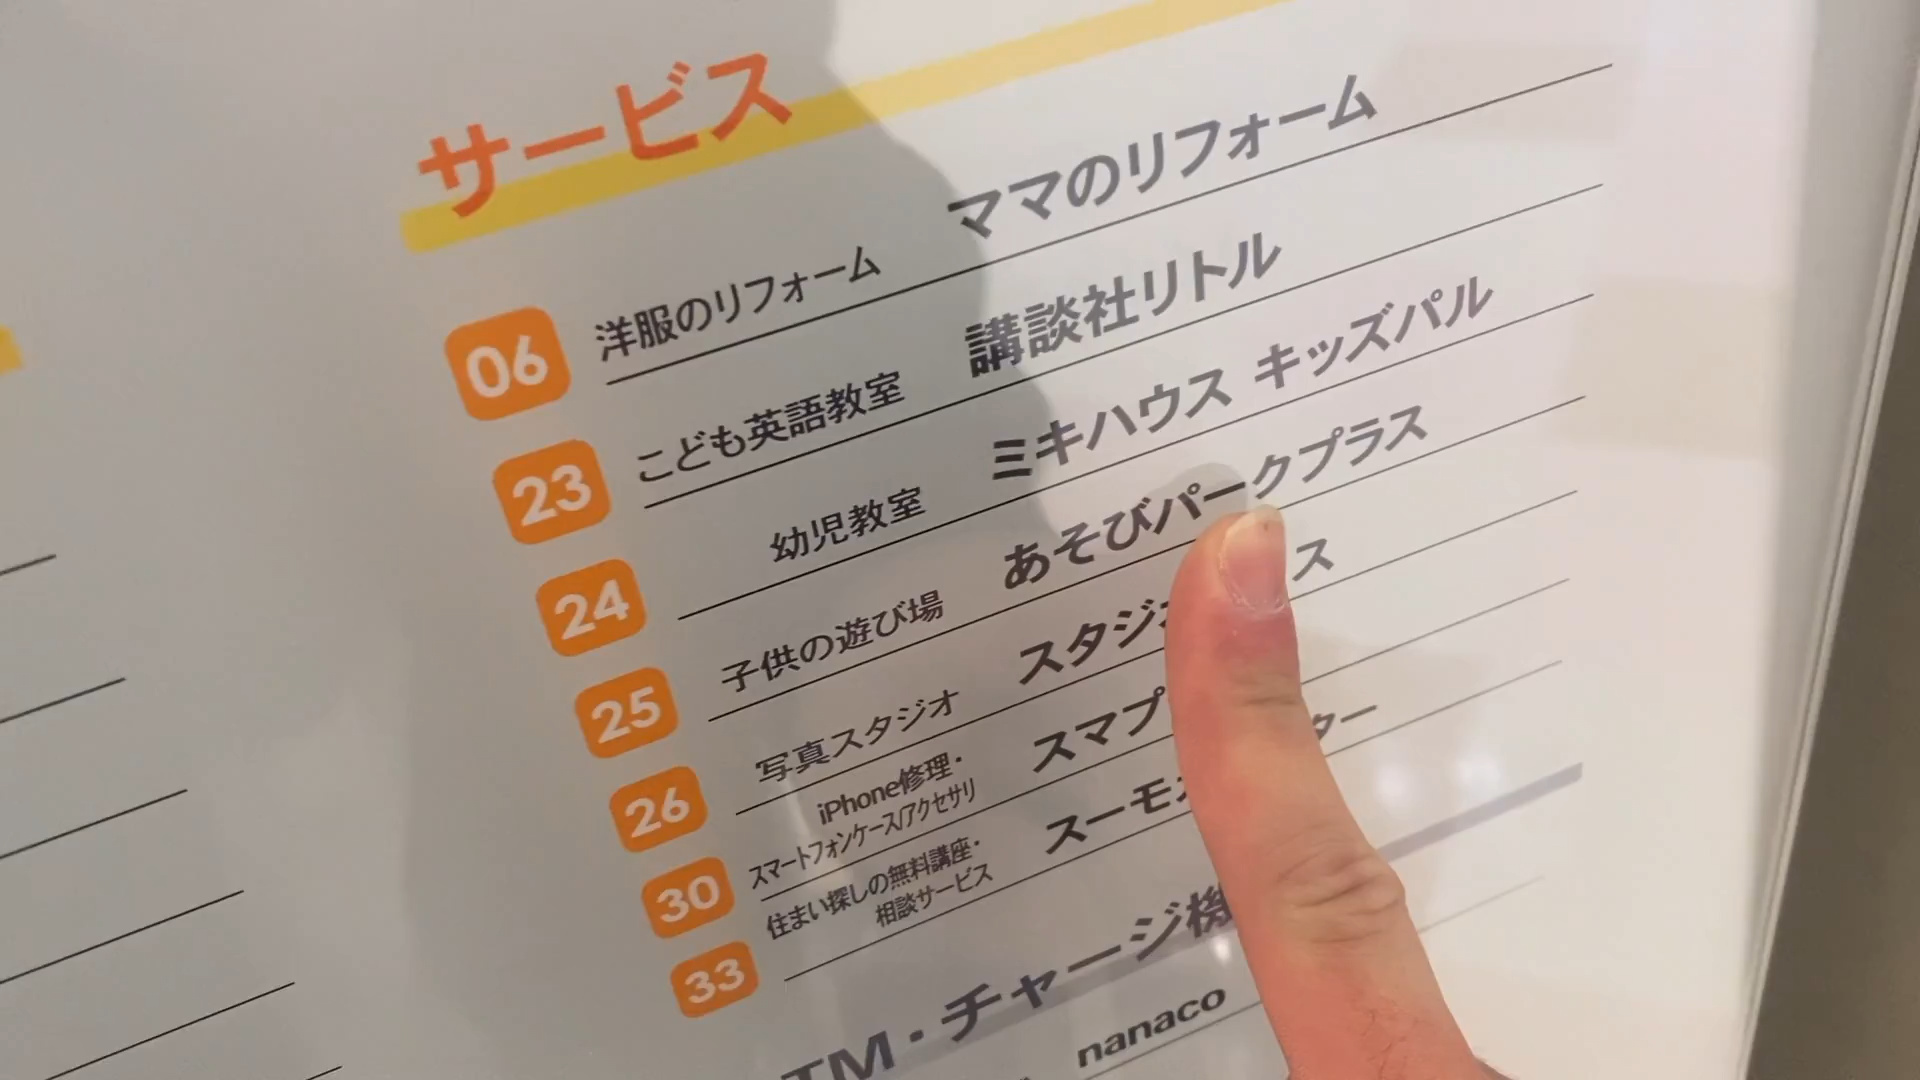 サービス
06 洋服のリフォーム ママのリフォーム
23 こども英語教室 講談社リトル
24 幼児教室 ミキハウス キッズパル
25 子供の遊び場 あそびパークプラス
26 写真スタジオ スタジオ ス
30 iPhone修理・
スマートフォンケース/アクセサリ スマプ ター
33 住まい探しの無料講座・
相談サービス スーモ
TM・チャージ機
nanaco